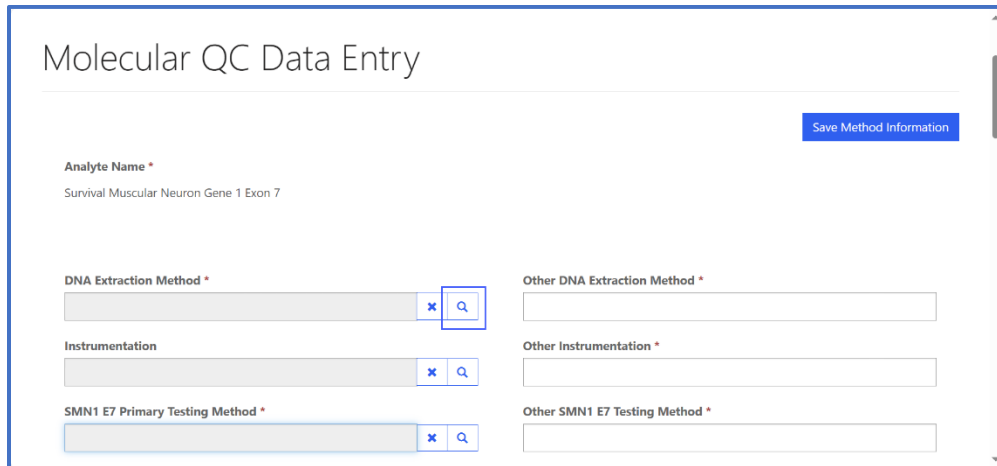 Molecular QC Data Entry
Save Method Information
Analyte Name *
Survival Muscular Neuron Gene 1 Exon 7
DNA Extraction Method *
Other DNA Extraction Method *
Instrumentation
Other Instrumentation *
SMN1 E7 Primary Testing Method *
Other SMN1 E7 Testing Method *